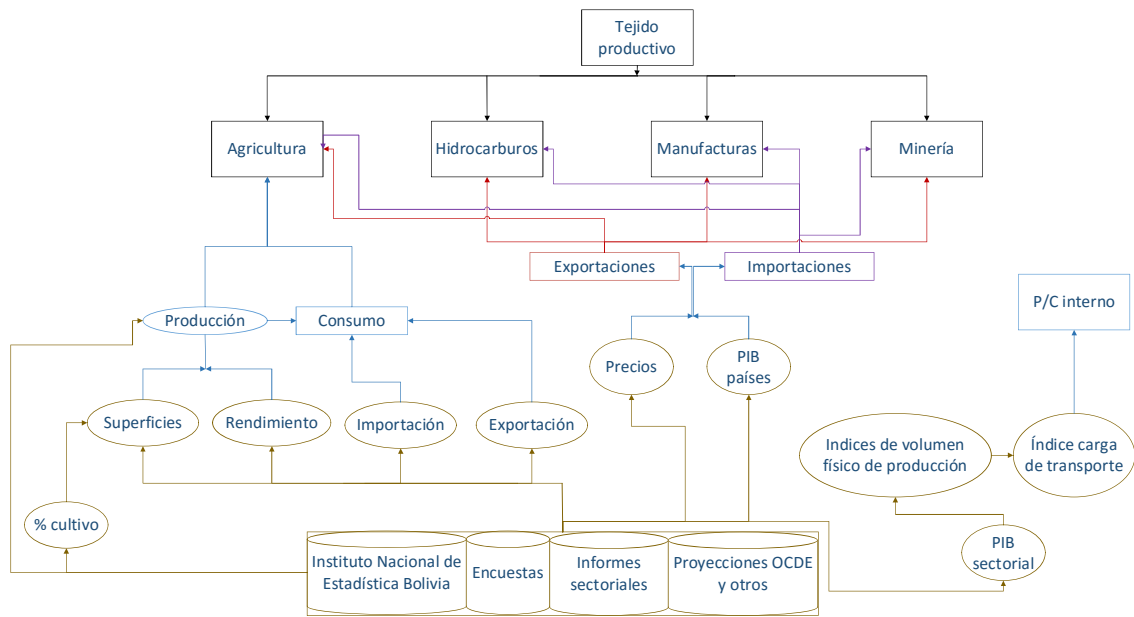 Tejido
productivo
Agricultura
Hidrocarburos
Manufacturas
Minería
Exportaciones
Importaciones
P/C interno
Producción
Consumo
Precios
PIB
países
Superficies
Rendimiento
Importación
Exportación
Indices de volumen
físico de producción
Índice carga
de transporte
% cultivo
PIB
sectorial
Instituto Nacional de
Estadística Bolivia
Encuestas
Informes
sectoriales
Proyecciones OCDE
y otros